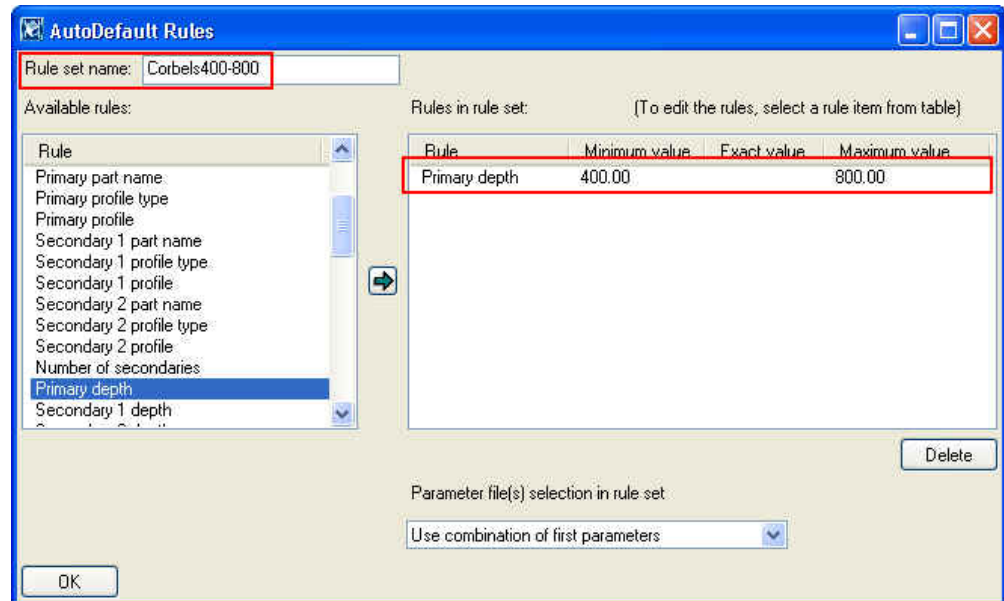 AutoDefault Rules
Rule set name: Corbels400-800
Available rules:
Rules in rule set: (To edit the rules, select a rule item from table)
Rule
Primary part name
Primary profile type
Primary profile
Secondary 1 part name
Secondary 1 profile type
Secondary 1 profile
Secondary 2 part name
Secondary 2 profile type
Secondary 2 profile
Number of secondaries
Primary depth
Secondary 1 depth
Rule Minimum value Exact value Maximum value
Primary depth 400.00 800.00
Delete
Parameter file(s) selection in rule set
Use combination of first parameters
OK